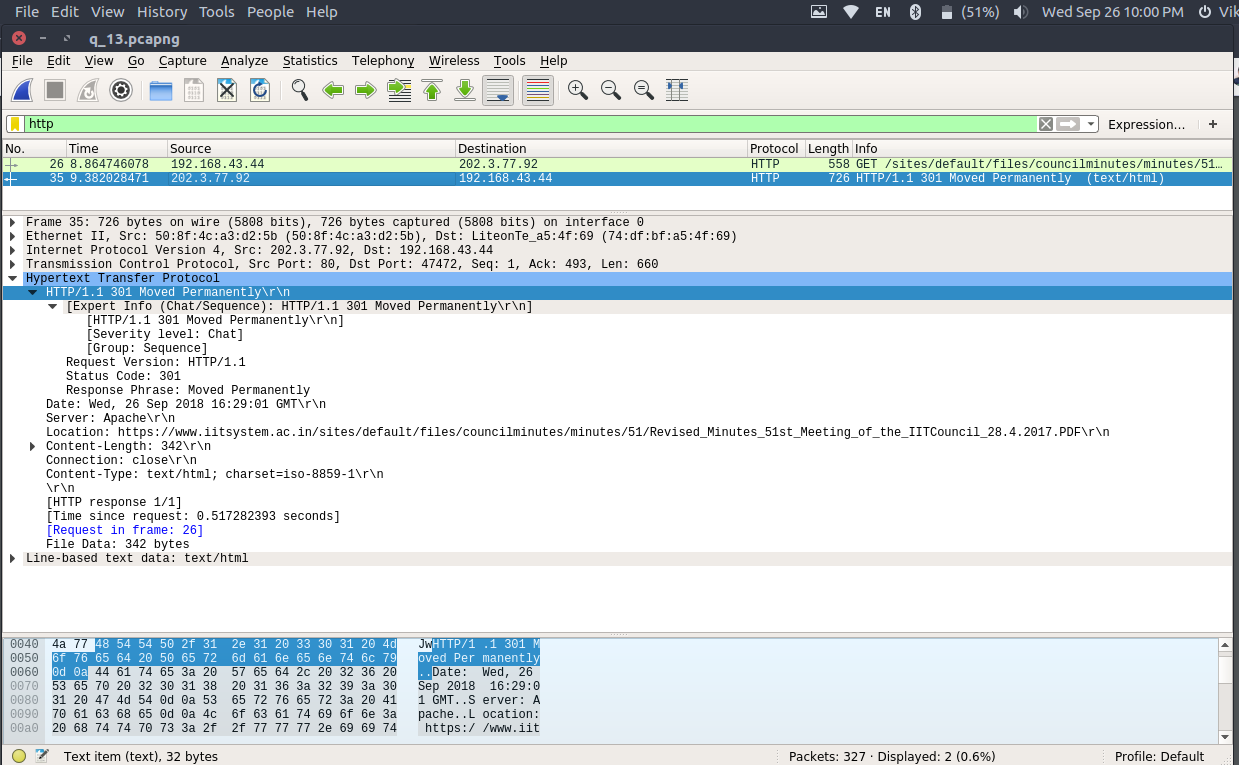 File Edit View History Tools People Help EN (51%) Wed Sep 26 10:00 PM Vik
q_13.pcapng
File Edit View Go Capture Analyze Statistics Telephony Wireless Tools Help
http Expression… +
No. Time Source Destination Protocol Length Info
26 8.864746078 192.168.43.44 202.3.77.92 HTTP 558 GET /sites/default/files/councilminutes/minutes/51…
35 9.382028471 202.3.77.92 192.168.43.44 HTTP 726 HTTP/1.1 301 Moved Permanently (text/html)
Frame 35: 726 bytes on wire (5808 bits), 726 bytes captured (5808 bits) on interface 0
Ethernet II, Src: 50:8f:4c:a3:d2:5b (50:8f:4c:a3:d2:5b), Dst: LiteonTe_a5:4f:69 (74:df:bf:a5:4f:69)
Internet Protocol Version 4, Src: 202.3.77.92, Dst: 192.168.43.44
Transmission Control Protocol, Src Port: 80, Dst Port: 47472, Seq: 1, Ack: 493, Len: 660
Hypertext Transfer Protocol
HTTP/1.1 301 Moved Permanently\r\n
[Expert Info (Chat/Sequence): HTTP/1.1 301 Moved Permanently\r\n]
[HTTP/1.1 301 Moved Permanently\r\n]
[Severity level: Chat]
[Group: Sequence]
Request Version: HTTP/1.1
Status Code: 301
Response Phrase: Moved Permanently
Date: Wed, 26 Sep 2018 16:29:01 GMT\r\n
Server: Apache\r\n
Location: https://www.iitsystem.ac.in/sites/default/files/councilminutes/minutes/51/Revised_Minutes_51st_Meeting_of_the_IITCouncil_28.4.2017.PDF\r\n
Content-Length: 342\r\n
Connection: close\r\n
Content-Type: text/html; charset=iso-8859-1\r\n
\r\n
[HTTP response 1/1]
[Time since request: 0.517282393 seconds]
[Request in frame: 26]
File Data: 342 bytes
Line-based text data: text/html
0040 4a 77 48 54 54 50 2f 31 2e 31 20 33 30 31 20 4d JwHTTP/1 .1 301 M
0050 6f 76 65 64 20 50 65 72 6d 61 6e 65 6e 74 6c 79 oved Per manently
0060 0d 0a 44 61 74 65 3a 20 57 65 64 2c 20 32 36 20 ..Date: Wed, 26
0070 53 65 70 20 32 30 31 38 20 31 36 3a 32 39 3a 30 Sep 2018 16:29:0
0080 31 20 47 4d 54 0d 0a 53 65 72 76 65 72 3a 20 41 1 GMT..S erver: A
0090 70 61 63 68 65 0d 0a 4c 6f 63 61 74 69 6f 6e 3a pache..L ocation:
00a0 20 68 74 74 70 73 3a 2f 2f 77 77 77 2e 69 69 74 https:/ /www.iit
Text item (text), 32 bytes Packets: 327 · Displayed: 2 (0.6%) Profile: Default